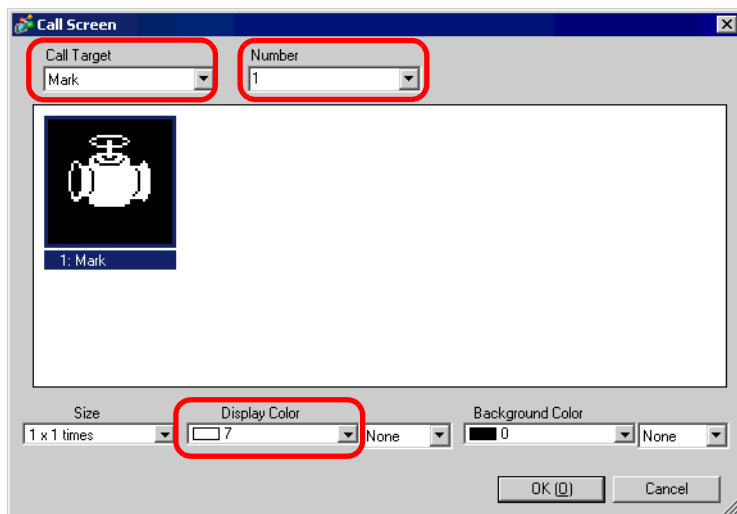 Call Screen
Call Target Number
Mark 1
1: Mark
Size Display Color Background Color
1 x 1 times 7 None 0 None
OK (O) Cancel